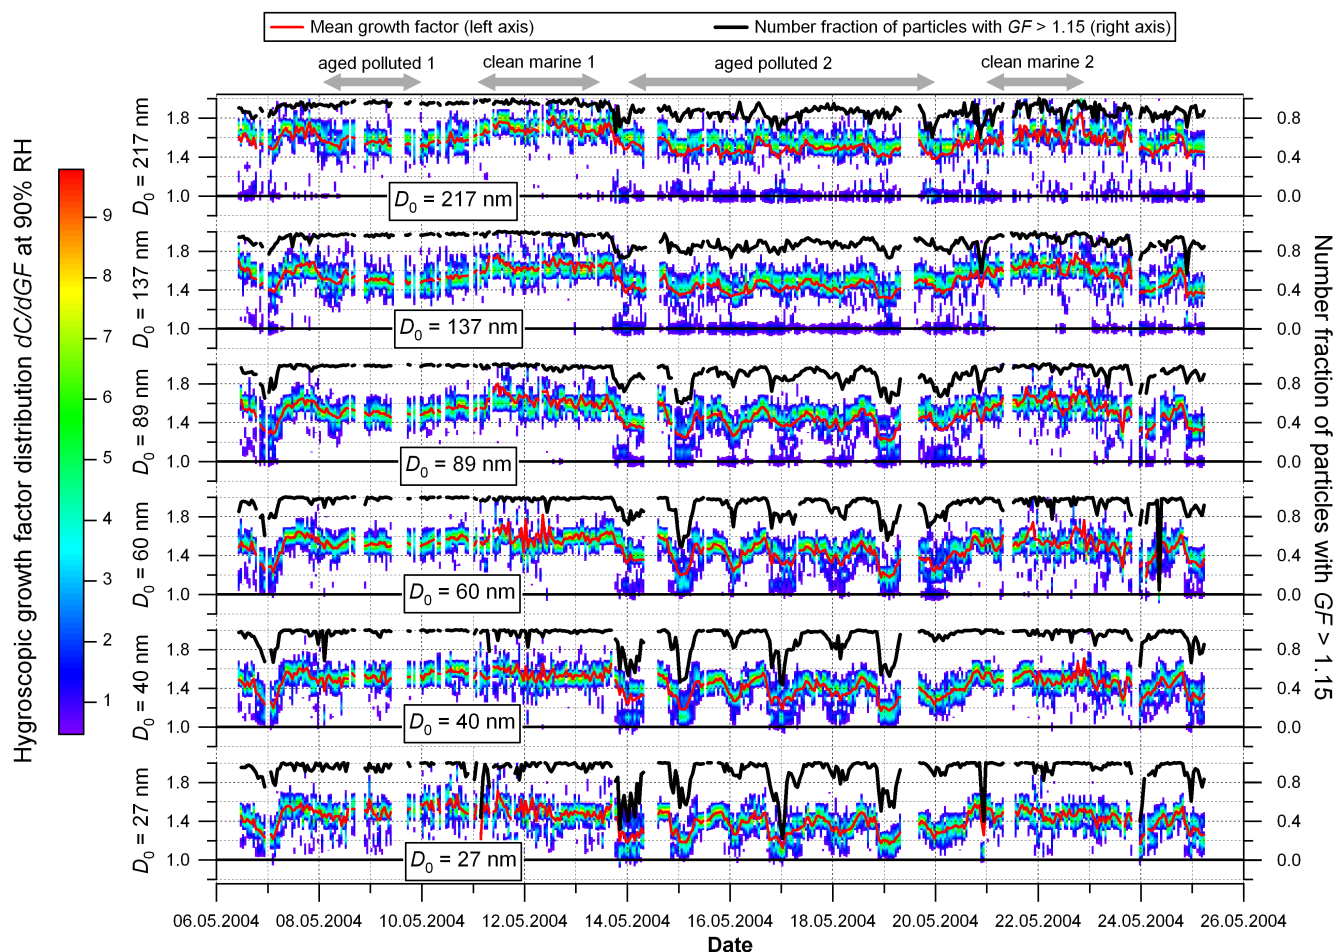 Mean growth factor (left axis) Number fraction of particles with GF > 1.15 (right axis)
aged polluted 1 clean marine 1 aged polluted 2 clean marine 2
Hygroscopic growth factor distribution dC/dGF at 90% RH
9
8
7
6
5
4
3
2
1
D0 = 217 nm
1.8
1.4
1.0
D0 = 217 nm
0.8
0.4
0.0
D0 = 137 nm
1.8
1.4
1.0
D0 = 137 nm
0.8
0.4
0.0
D0 = 89 nm
1.8
1.4
1.0
D0 = 89 nm
0.8
0.4
0.0
D0 = 60 nm
1.8
1.4
1.0
D0 = 60 nm
0.8
0.4
0.0
D0 = 40 nm
1.8
1.4
1.0
D0 = 40 nm
0.8
0.4
0.0
D0 = 27 nm
1.8
1.4
1.0
D0 = 27 nm
0.8
0.4
0.0
Number fraction of particles with GF > 1.15
06.05.2004 08.05.2004 10.05.2004 12.05.2004 14.05.2004 16.05.2004 18.05.2004 20.05.2004 22.05.2004 24.05.2004 26.05.2004
Date